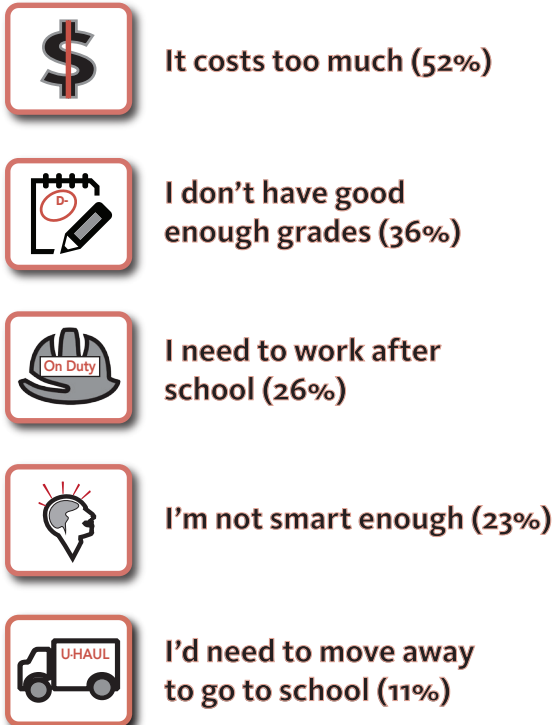 It costs too much (52%)
D-
I don’t have good
enough grades (36%)
On Duty
I need to work after
school (26%)
I'm not smart enough (23%)
U-HAUL
I’d need to move away
to go to school (11%)